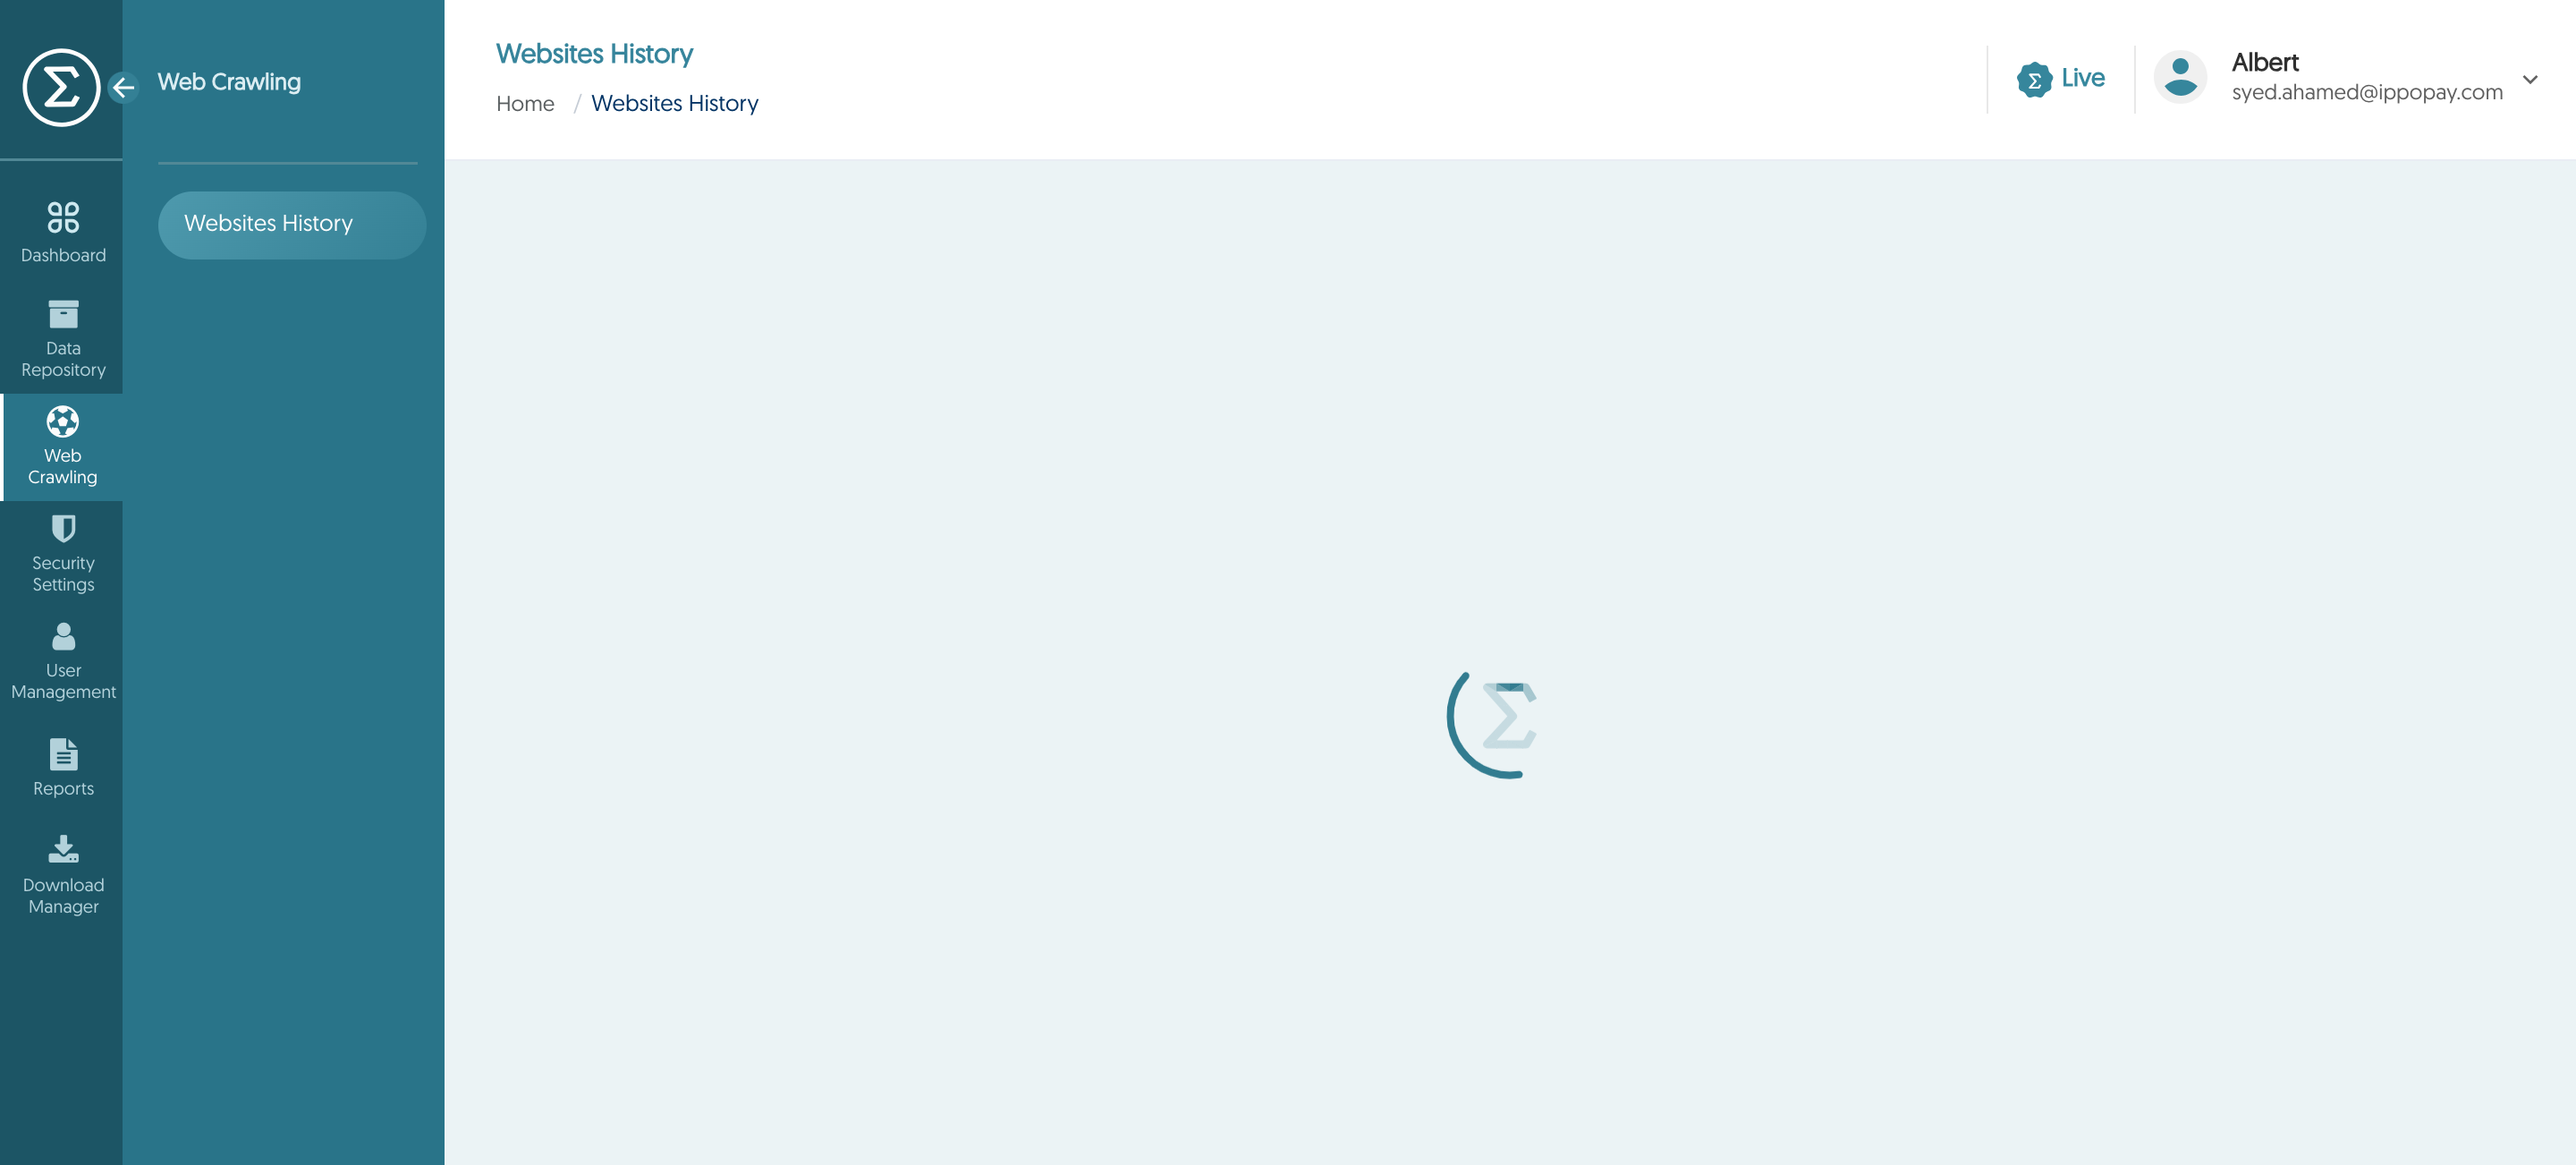 Web Crawling
Websites History
Dashboard
Data
Repository
Web
Crawling
Security
Settings
User
Management
Reports
Download
Manager
Websites History
Home / Websites History
Live
Albert
syed.ahamed@ippopay.com